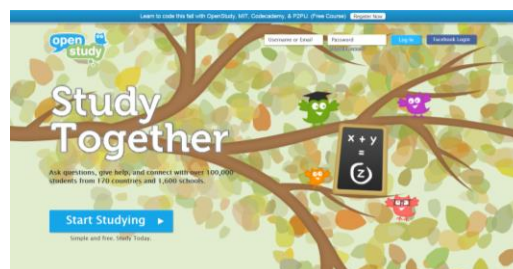 Learn to code this fall with OpenStudy, MIT, Codecademy, & P2PU. (Free Course) Register Now
open
study
Username or Email Password Log In Facebook Login
Study
Together
x + y
=
z
Ask questions, give help, and connect with over 100,000
students from 170 countries and 1,600 schools.
Start Studying
Simple and free. Study Today.